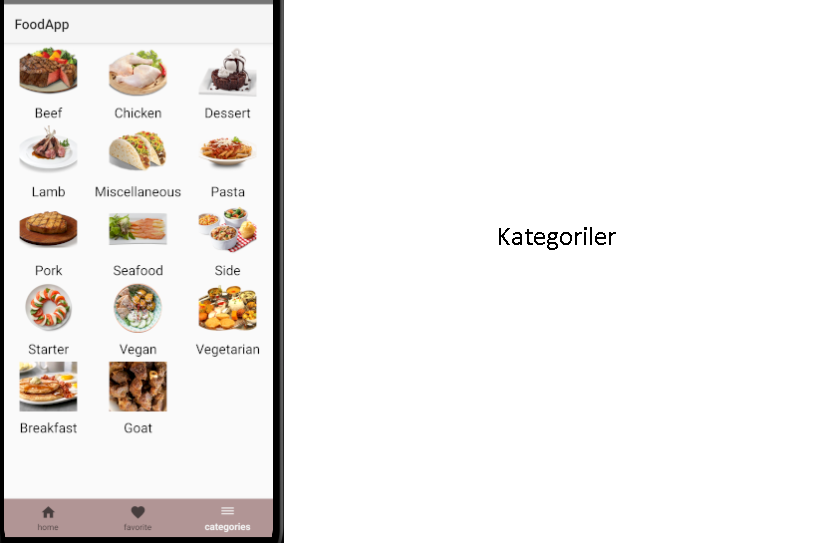 FoodApp
Beef Chicken Dessert
Lamb Miscellaneous Pasta
Pork Seafood Side
Starter Vegan Vegetarian
Breakfast Goat
home favorite categories
Kategoriler